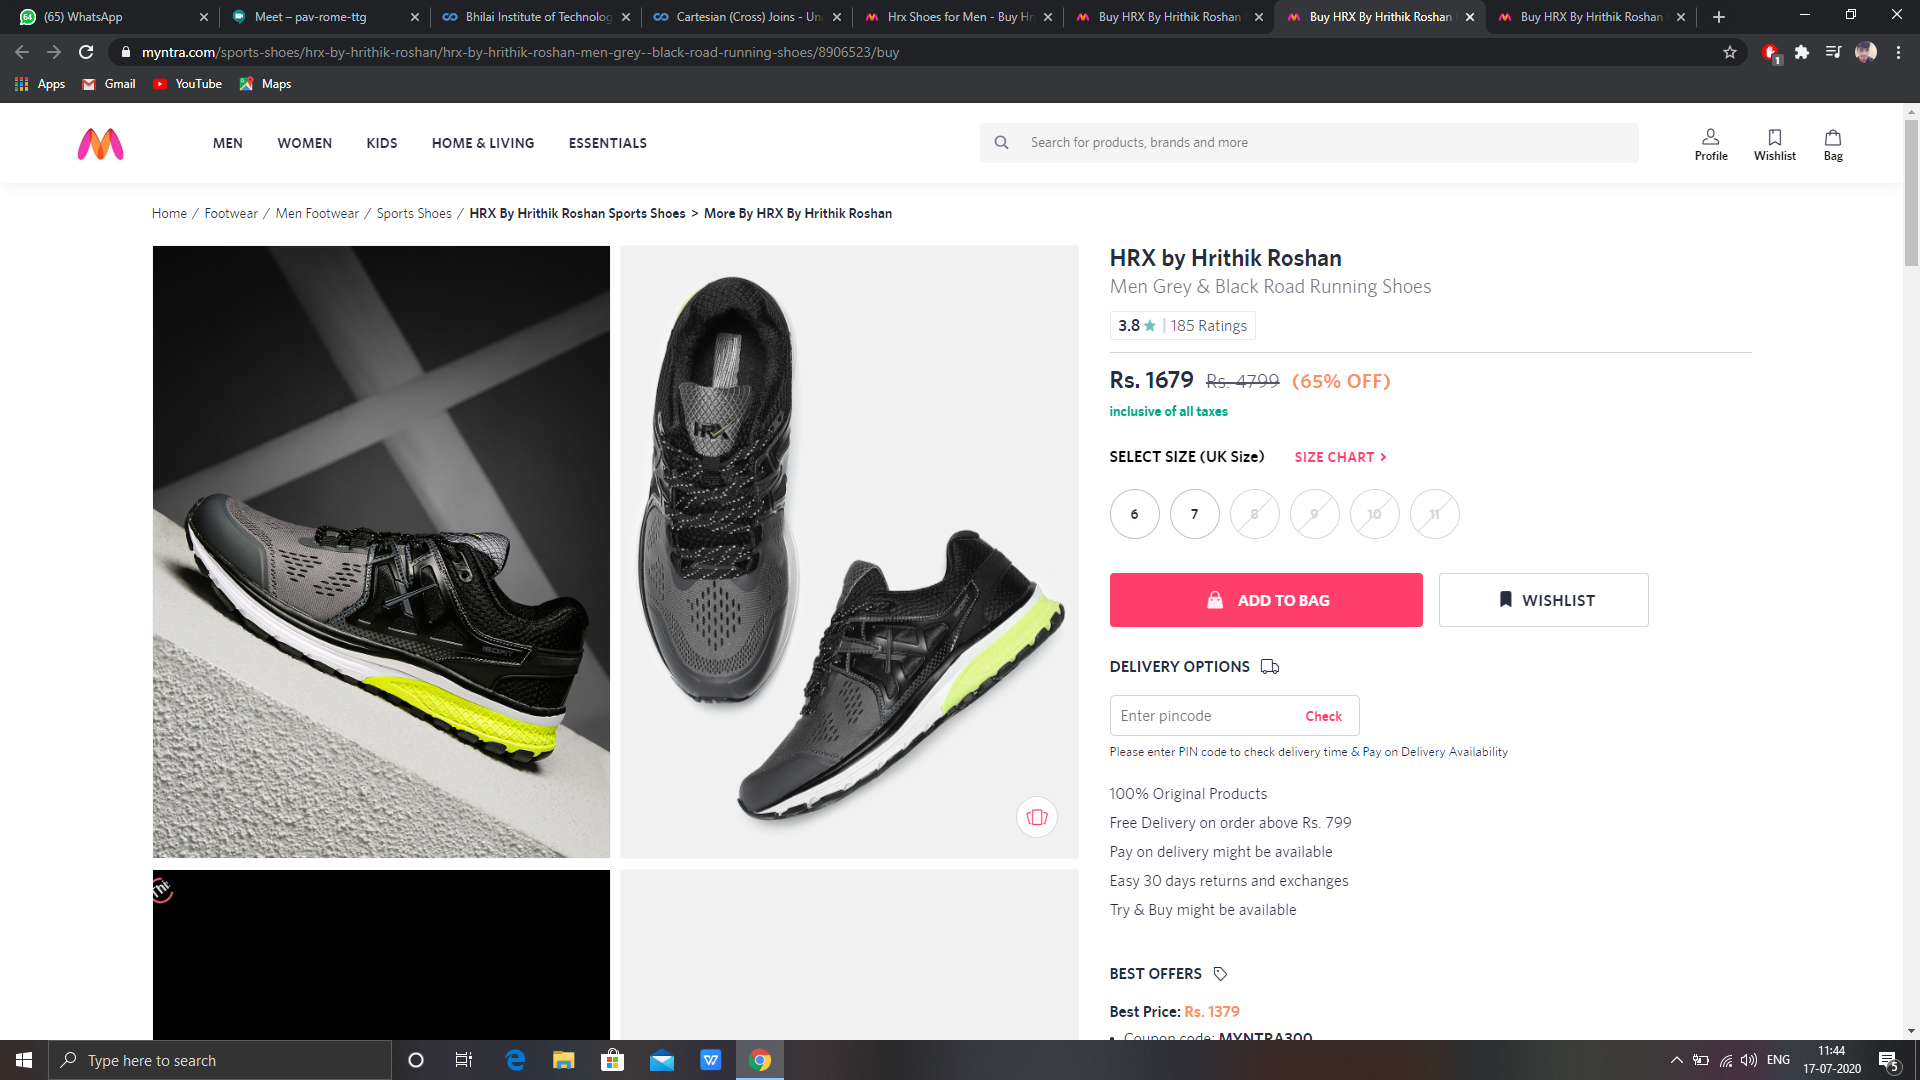 64 (65) WhatsApp
Meet – pav-rome-ttg
Bhilai Institute of Technolog
Cartesian (Cross) Joins - Un
Hrx Shoes for Men - Buy Hr
Buy HRX By Hrithik Roshan
Buy HRX By Hrithik Roshan
Buy HRX By Hrithik Roshan
myntra.com/sports-shoes/hrx-by-hrithik-roshan/hrx-by-hrithik-roshan-men-grey--black-road-running-shoes/8906523/buy
1
Apps Gmail YouTube Maps
MEN WOMEN KIDS HOME & LIVING ESSENTIALS
Search for products, brands and more
Profile Wishlist Bag
Home / Footwear / Men Footwear / Sports Shoes / HRX By Hrithik Roshan Sports Shoes > More By HRX By Hrithik Roshan
HRX
ISOFIT
HRX by Hrithik Roshan
Men Grey & Black Road Running Shoes
3.8 ★ | 185 Ratings
Rs. 1679 Rs. 4799 (65% OFF)
inclusive of all taxes
SELECT SIZE (UK Size) SIZE CHART >
6 7 8 9 10 11
ADD TO BAG WISHLIST
DELIVERY OPTIONS
Enter pincode Check
Please enter PIN code to check delivery time & Pay on Delivery Availability
100% Original Products
Free Delivery on order above Rs. 799
Pay on delivery might be available
Easy 30 days returns and exchanges
Try & Buy might be available
BEST OFFERS
Best Price: Rs. 1379
• Coupon code: MYNTRA300
Type here to search
ENG
11:44
17-07-2020
5